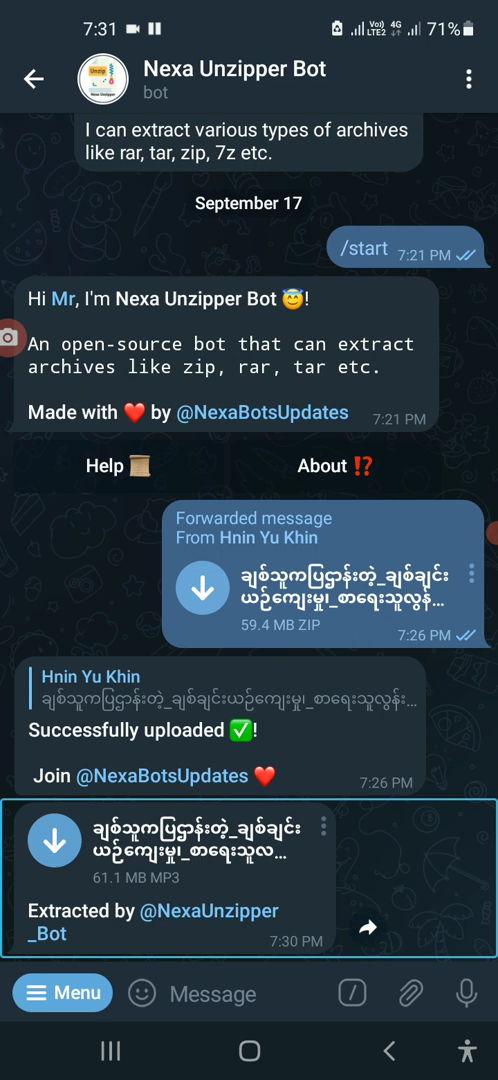 7:31
Vo)) 4G
LTE2
71%
Unzip
Nexa Unzipper
Nexa Unzipper Bot
bot
I can extract various types of archives
like rar, tar, zip, 7z etc.
September 17
/start 7:21 PM
Hi Mr, I'm Nexa Unzipper Bot 😇!
An open-source bot that can extract
archives like zip, rar, tar etc.
Made with ❤️ by @NexaBotsUpdates 7:21 PM
Help 📜
About ⁉️
Forwarded message
From Hnin Yu Khin
ချစ်သူကပြဌာန်းတဲ့_ချစ်ချင်း
ယဉ်ကျေးမှု၊_စာရေးသူလွန်...
59.4 MB ZIP
7:26 PM
Hnin Yu Khin
ချစ်သူကပြဌာန်းတဲ့_ချစ်ချင်းယဉ်ကျေးမှု၊_စာရေးသူလွန်း...
Successfully uploaded ✅!
Join @NexaBotsUpdates ❤️
7:26 PM
ချစ်သူကပြဌာန်းတဲ့_ချစ်ချင်း
ယဉ်ကျေးမှု၊_စာရေးသူလ...
61.1 MB MP3
Extracted by @NexaUnzipper
_Bot
7:30 PM
Menu
Message